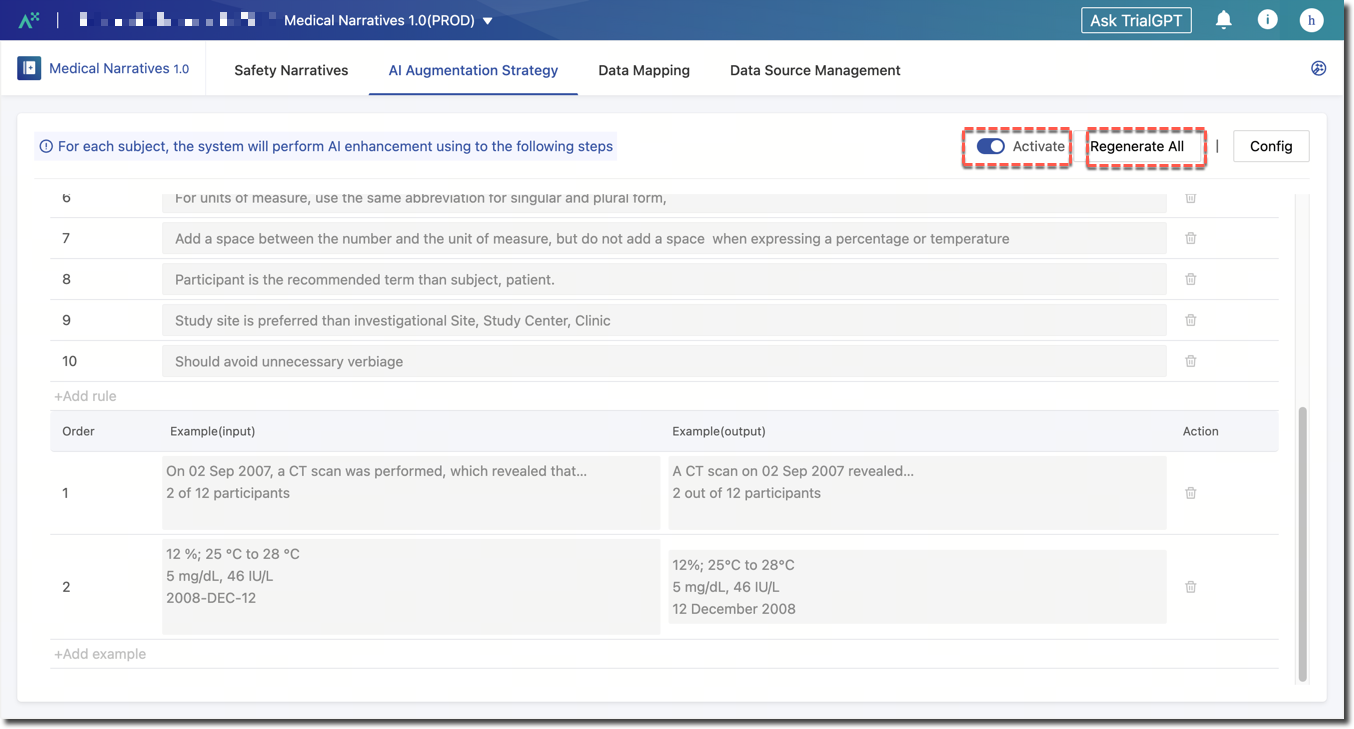 Medical Narratives 1.0(PROD)
Ask TrialGPT
i
h
Medical Narratives 1.0
Safety Narratives
AI Augmentation Strategy
Data Mapping
Data Source Management
For each subject, the system will perform AI enhancement using to the following steps
Activate
Regenerate All
|
Config
6 For units of measure, use the same abbreviation for singular and plural form,
7 Add a space between the number and the unit of measure, but do not add a space  when expressing a percentage or temperature
8 Participant is the recommended term than subject, patient.
9 Study site is preferred than investigational Site, Study Center, Clinic
10 Should avoid unnecessary verbiage
+Add rule
Order Example(input) Example(output) Action
1
On 02 Sep 2007, a CT scan was performed, which revealed that...
2 of 12 participants
A CT scan on 02 Sep 2007 revealed...
2 out of 12 participants
2
12 %; 25 °C to 28 °C
5 mg/dL, 46 IU/L
2008-DEC-12
12%; 25°C to 28°C
5 mg/dL, 46 IU/L
12 December 2008
+Add example